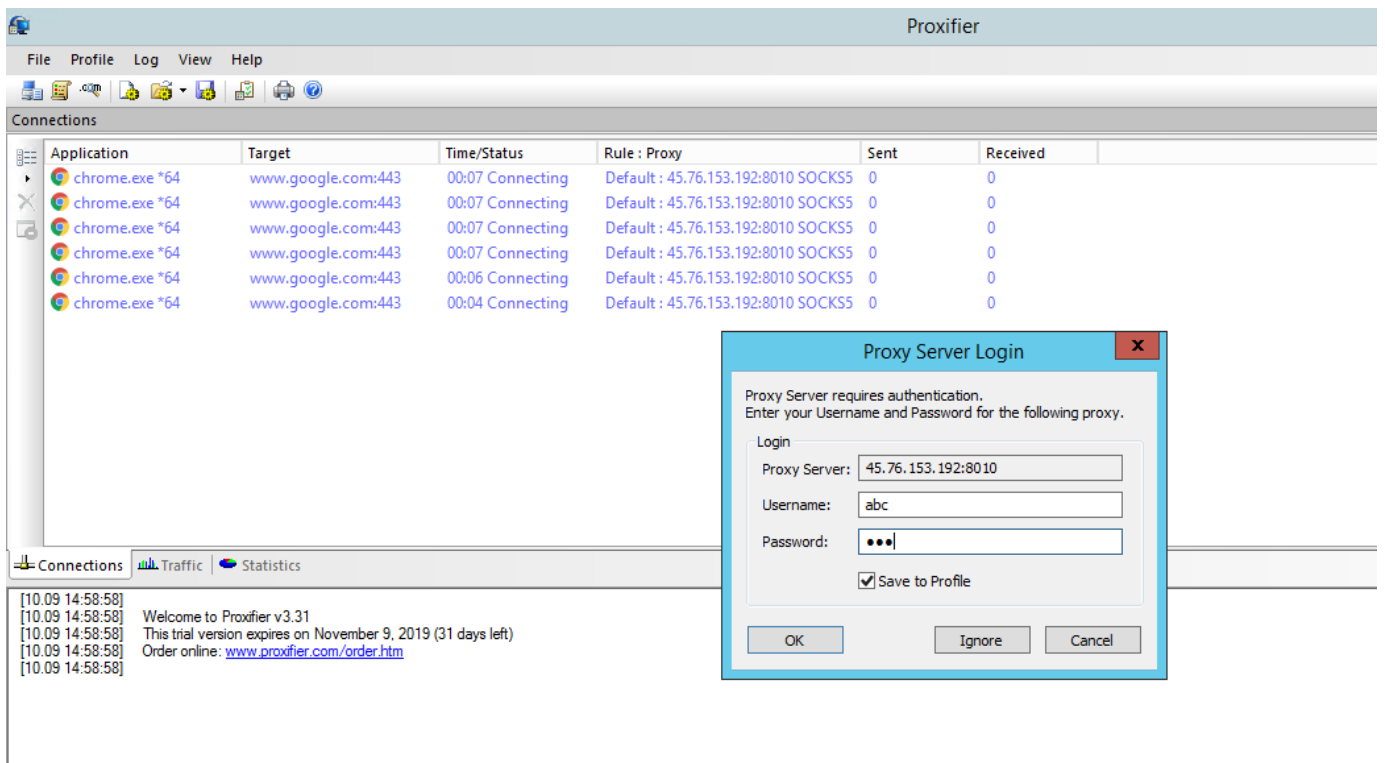 Proxifier
File Profile Log View Help
Connections
Application Target Time/Status Rule : Proxy Sent Received
chrome.exe *64 www.google.com:443 00:07 Connecting Default : 45.76.153.192:8010 SOCKS5 0 0
chrome.exe *64 www.google.com:443 00:07 Connecting Default : 45.76.153.192:8010 SOCKS5 0 0
chrome.exe *64 www.google.com:443 00:07 Connecting Default : 45.76.153.192:8010 SOCKS5 0 0
chrome.exe *64 www.google.com:443 00:07 Connecting Default : 45.76.153.192:8010 SOCKS5 0 0
chrome.exe *64 www.google.com:443 00:06 Connecting Default : 45.76.153.192:8010 SOCKS5 0 0
chrome.exe *64 www.google.com:443 00:04 Connecting Default : 45.76.153.192:8010 SOCKS5 0 0
Proxy Server Login
x
Proxy Server requires authentication.
Enter your Username and Password for the following proxy.
Login
Proxy Server: 45.76.153.192:8010
Username: abc
Password: •••
Save to Profile
OK Ignore Cancel
Connections Traffic Statistics
[10.09 14:58:58]
[10.09 14:58:58] Welcome to Proxifier v3.31
[10.09 14:58:58] This trial version expires on November 9, 2019 (31 days left)
[10.09 14:58:58] Order online: www.proxifier.com/order.htm
[10.09 14:58:58]